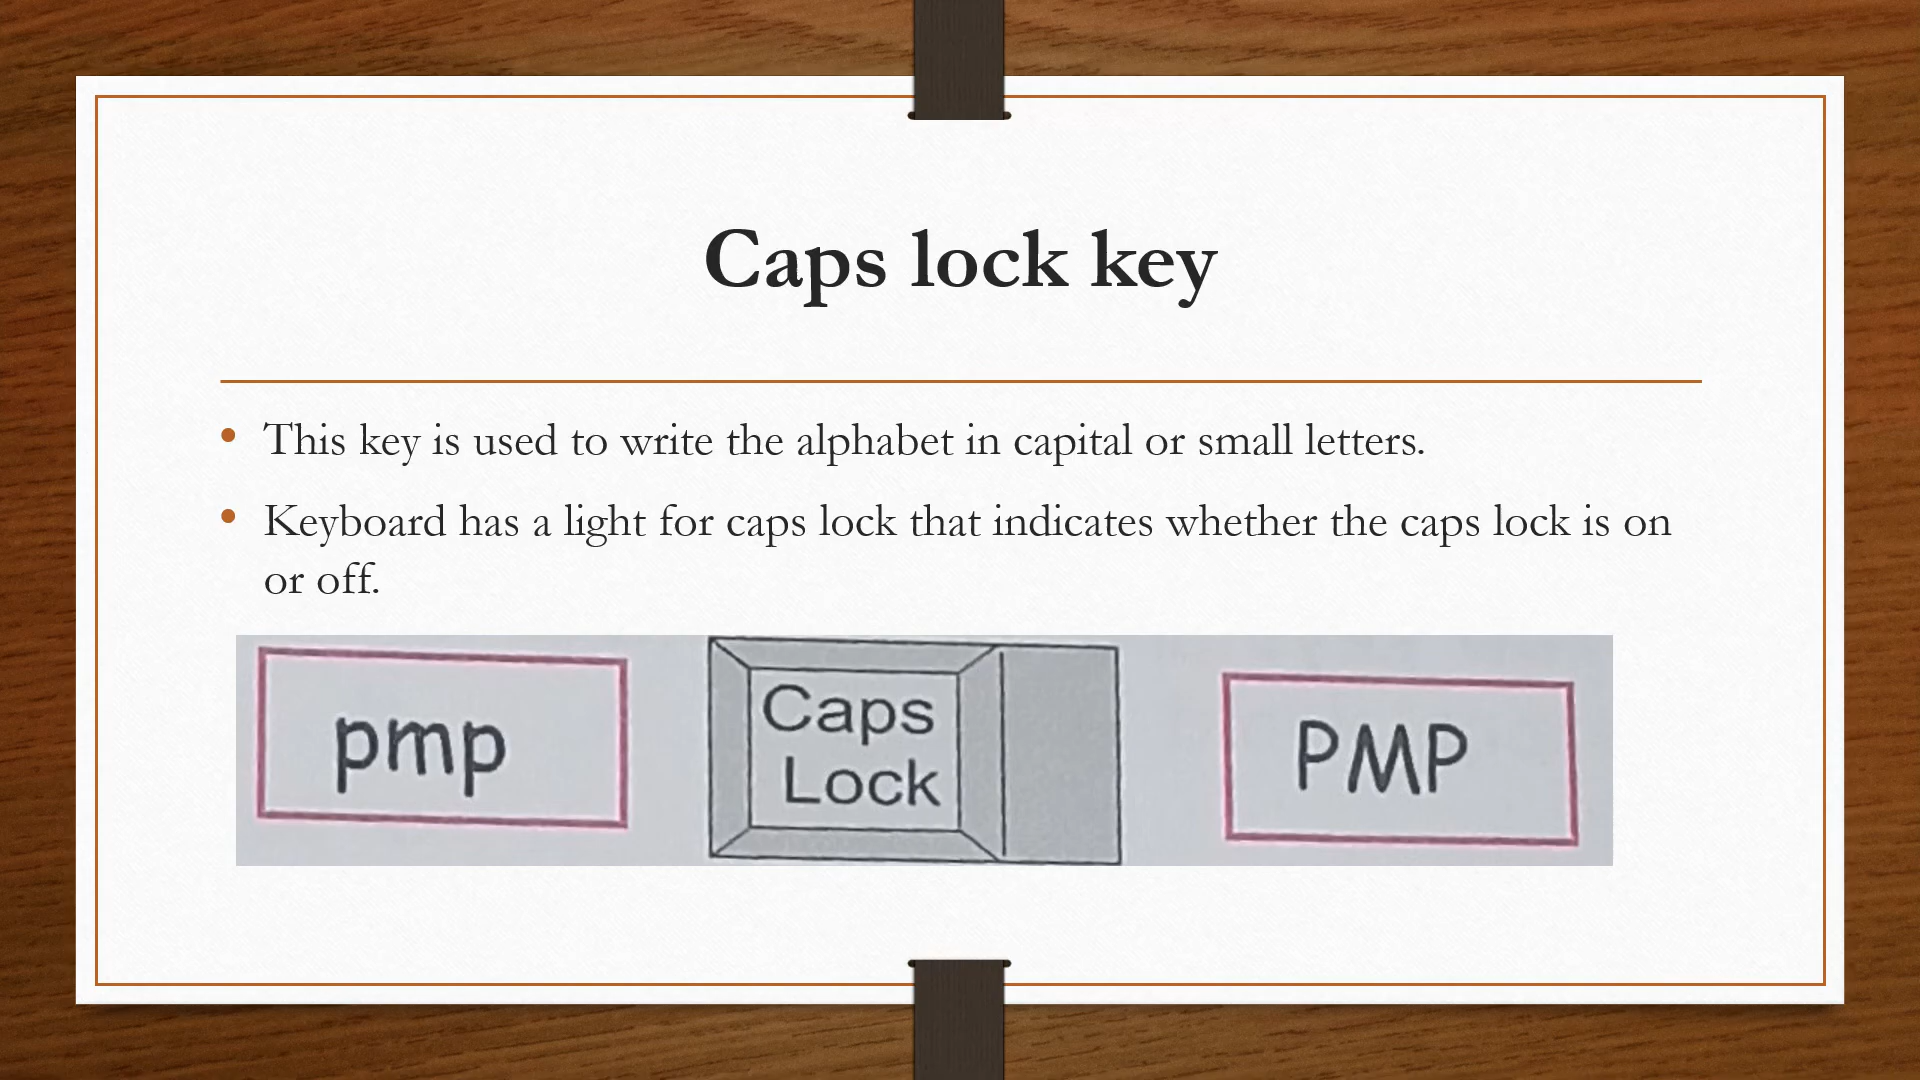 Caps lock key
This key is used to write the alphabet in capital or small letters.
Keyboard has a light for caps lock that indicates whether the caps lock is on
or off.
pmp
Caps
Lock
PMP